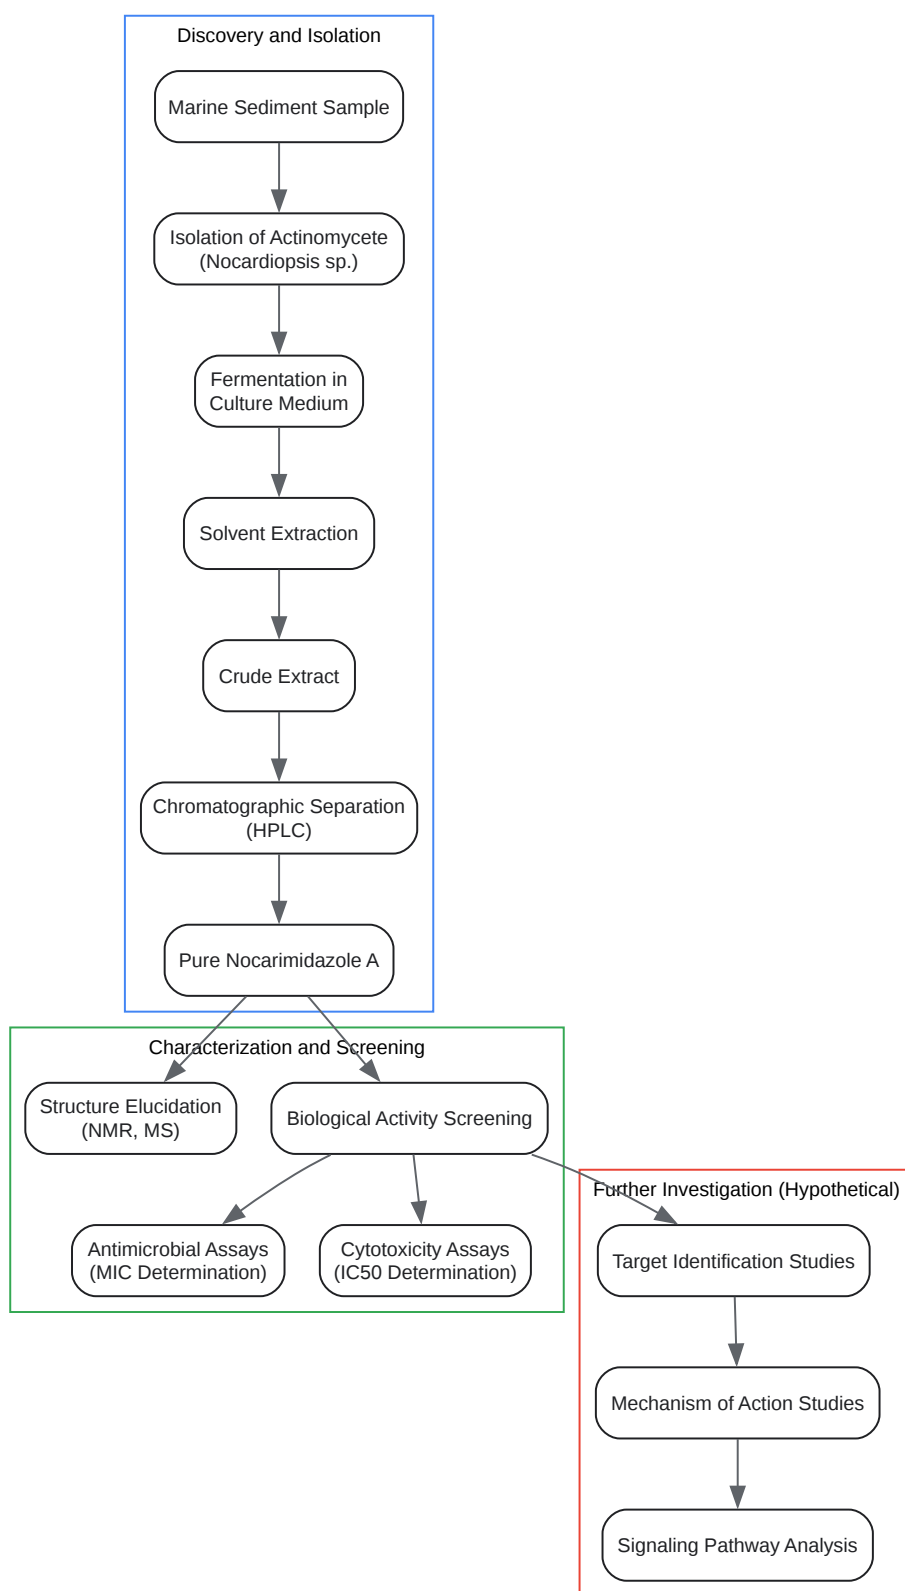 Discovery and Isolation
Marine Sediment Sample
Isolation of Actinomycete
(Nocardiopsis sp.)
Fermentation in
Culture Medium
Solvent Extraction
Crude Extract
Chromatographic Separation
(HPLC)
Pure Nocarimidazole A
Characterization and Screening
Structure Elucidation
(NMR, MS)
Biological Activity Screening
Antimicrobial Assays
(MIC Determination)
Cytotoxicity Assays
(IC50 Determination)
Further Investigation (Hypothetical)
Target Identification Studies
Mechanism of Action Studies
Signaling Pathway Analysis